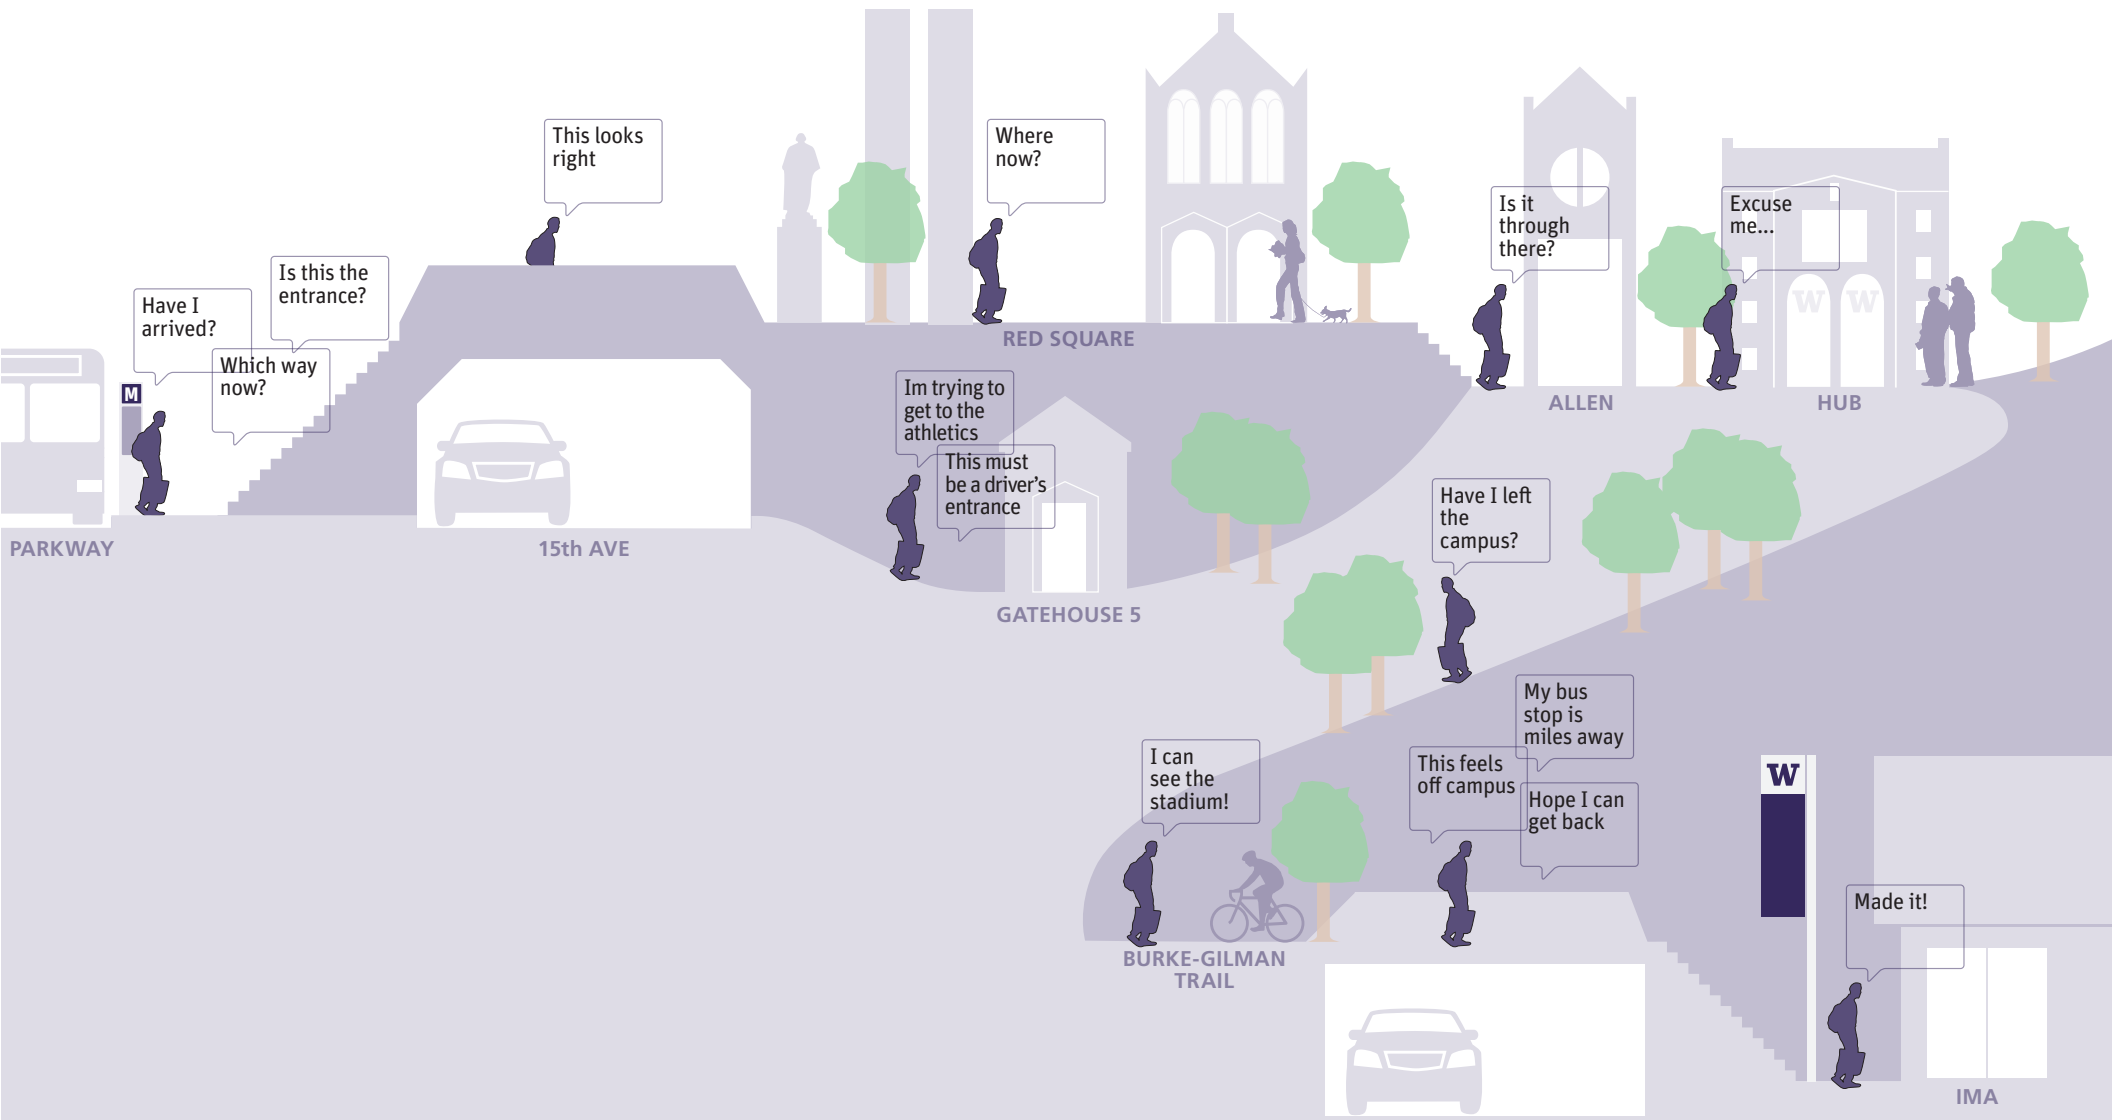 Have I
arrived?
Which way
now?
Is this the
entrance?
This looks
right
Where
now?
Is it
through
there?
Excuse
me...
M
W W
RED SQUARE
ALLEN
HUB
PARKWAY
15th AVE
Im trying to
get to the
athletics
This must
be a driver’s
entrance
GATEHOUSE 5
Have I left
the
campus?
I can
see the
stadium!
This feels
off campus
My bus
stop is
miles away
Hope I can
get back
BURKE-GILMAN
TRAIL
W
Made it!
IMA